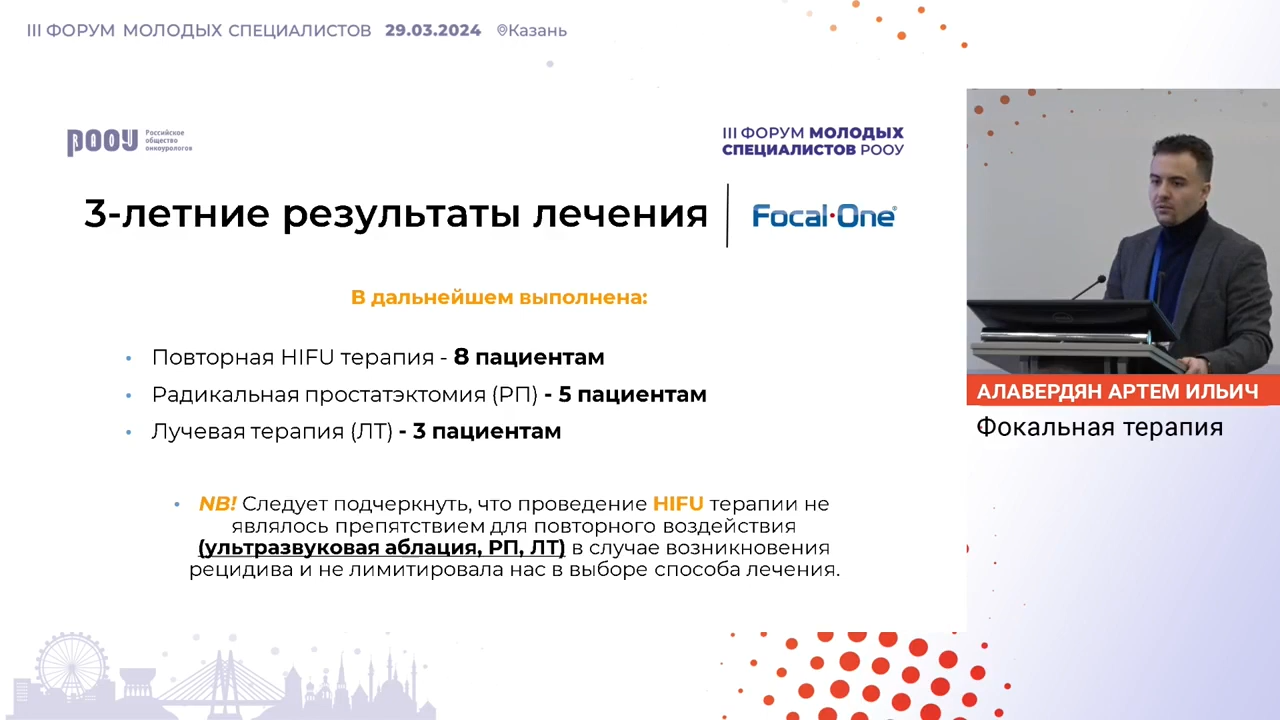 III ФОРУМ МОЛОДЫХ СПЕЦИАЛИСТОВ 29.03.2024 Казань
РООУ Российское
общество
онкоурологов
III ФОРУМ МОЛОДЫХ
СПЕЦИАЛИСТОВ РООУ
3-летние результаты лечения
Focal One®
В дальнейшем выполнена:
• Повторная HIFU терапия - 8 пациентам
• Радикальная простатэктомия (РП) - 5 пациентам
• Лучевая терапия (ЛТ) - 3 пациентам
• NB! Следует подчеркнуть, что проведение HIFU терапии не
являлось препятствием для повторного воздействия
(ультразвуковая аблация, РП, ЛТ) в случае возникновения
рецидива и не лимитировала нас в выборе способа лечения.
АЛАВЕРДЯН АРТЕМ ИЛЬИЧ
Фокальная терапия